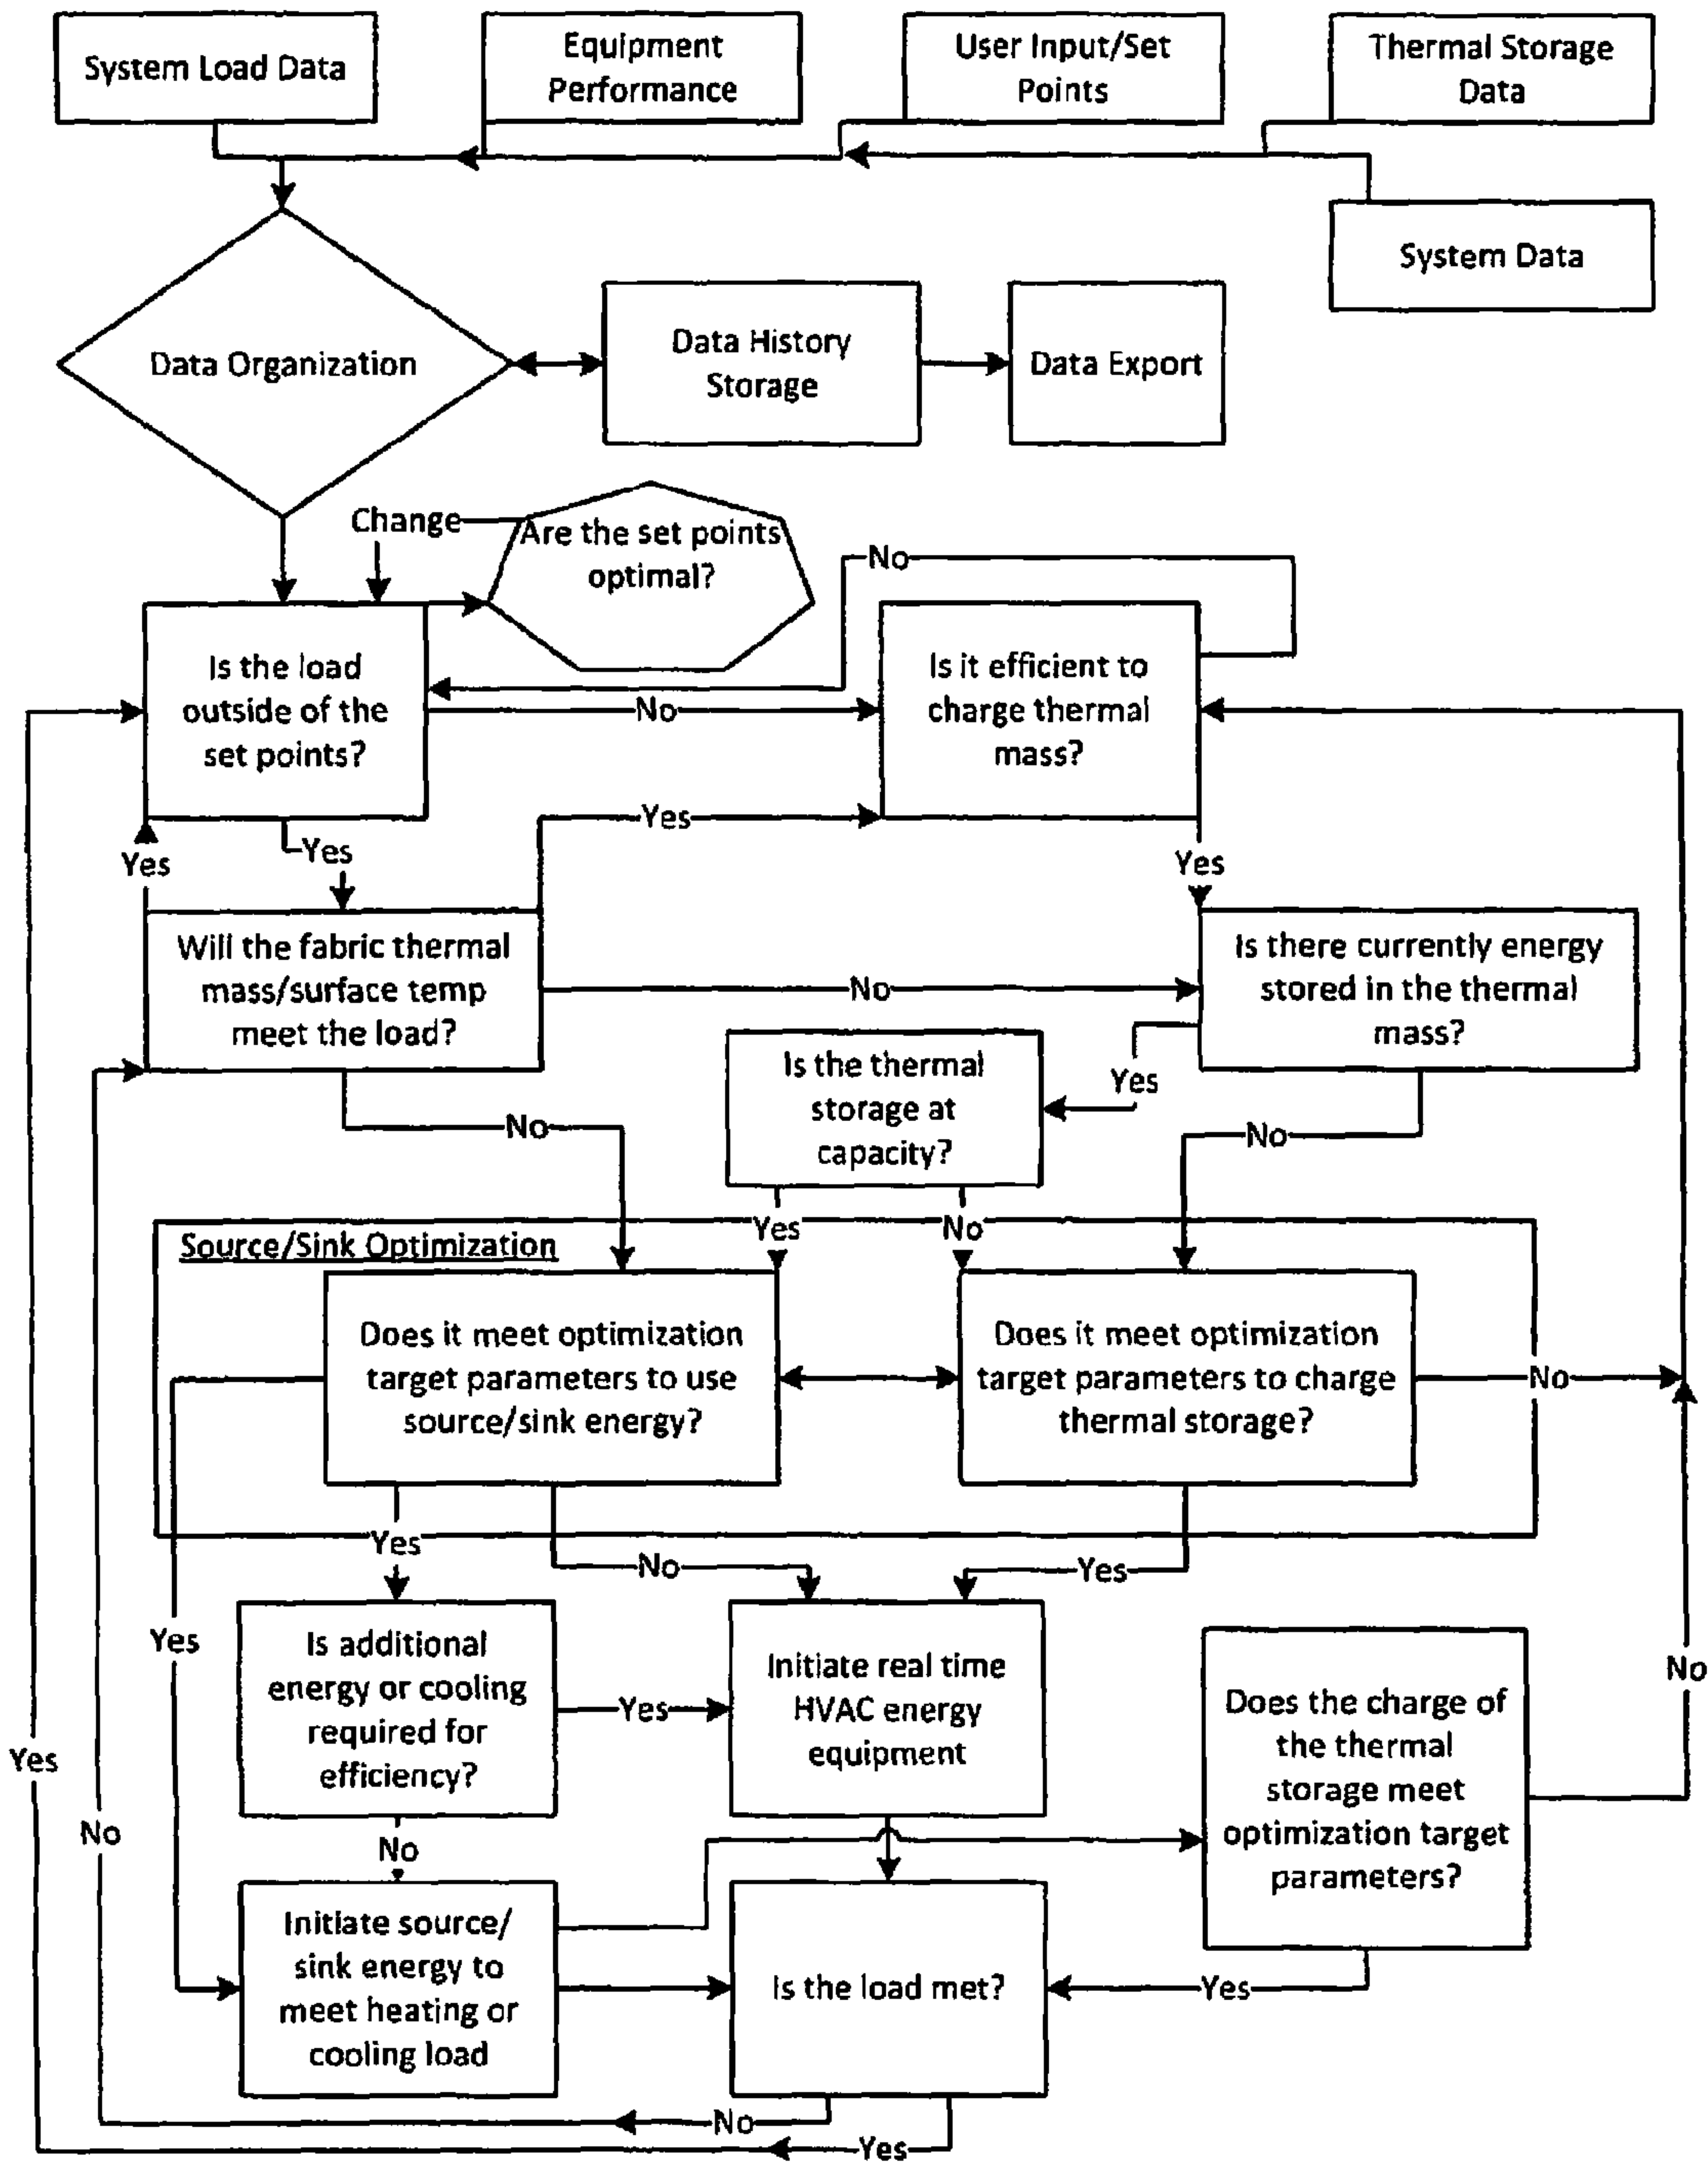 System Load Data
Equipment
Performance
User Input/Set
Points
Thermal Storage
Data
System Data
Data Organization
Data History
Storage
Data Export
Change
Are the set points
optimal?
No
Is the load
outside of the
set points?
No
Is it efficient to
charge thermal
mass?
Yes
Yes
Yes
Yes
Will the fabric thermal
mass/surface temp
meet the load?
No
Is there currently energy
stored in the thermal
mass?
Is the thermal
storage at
capacity?
Yes
No
No
Yes
No
Source/Sink Optimization
Does it meet optimization
target parameters to use
source/sink energy?
Does it meet optimization
target parameters to charge
thermal storage?
No
Yes
No
Yes
Yes
Is additional
energy or cooling
required for
efficiency?
Yes
Initiate real time
HVAC energy
equipment
Does the charge of
the thermal
storage meet
optimization target
parameters?
No
Yes
No
No
Initiate source/
sink energy to
meet heating or
cooling load
Is the load met?
Yes
No
Yes